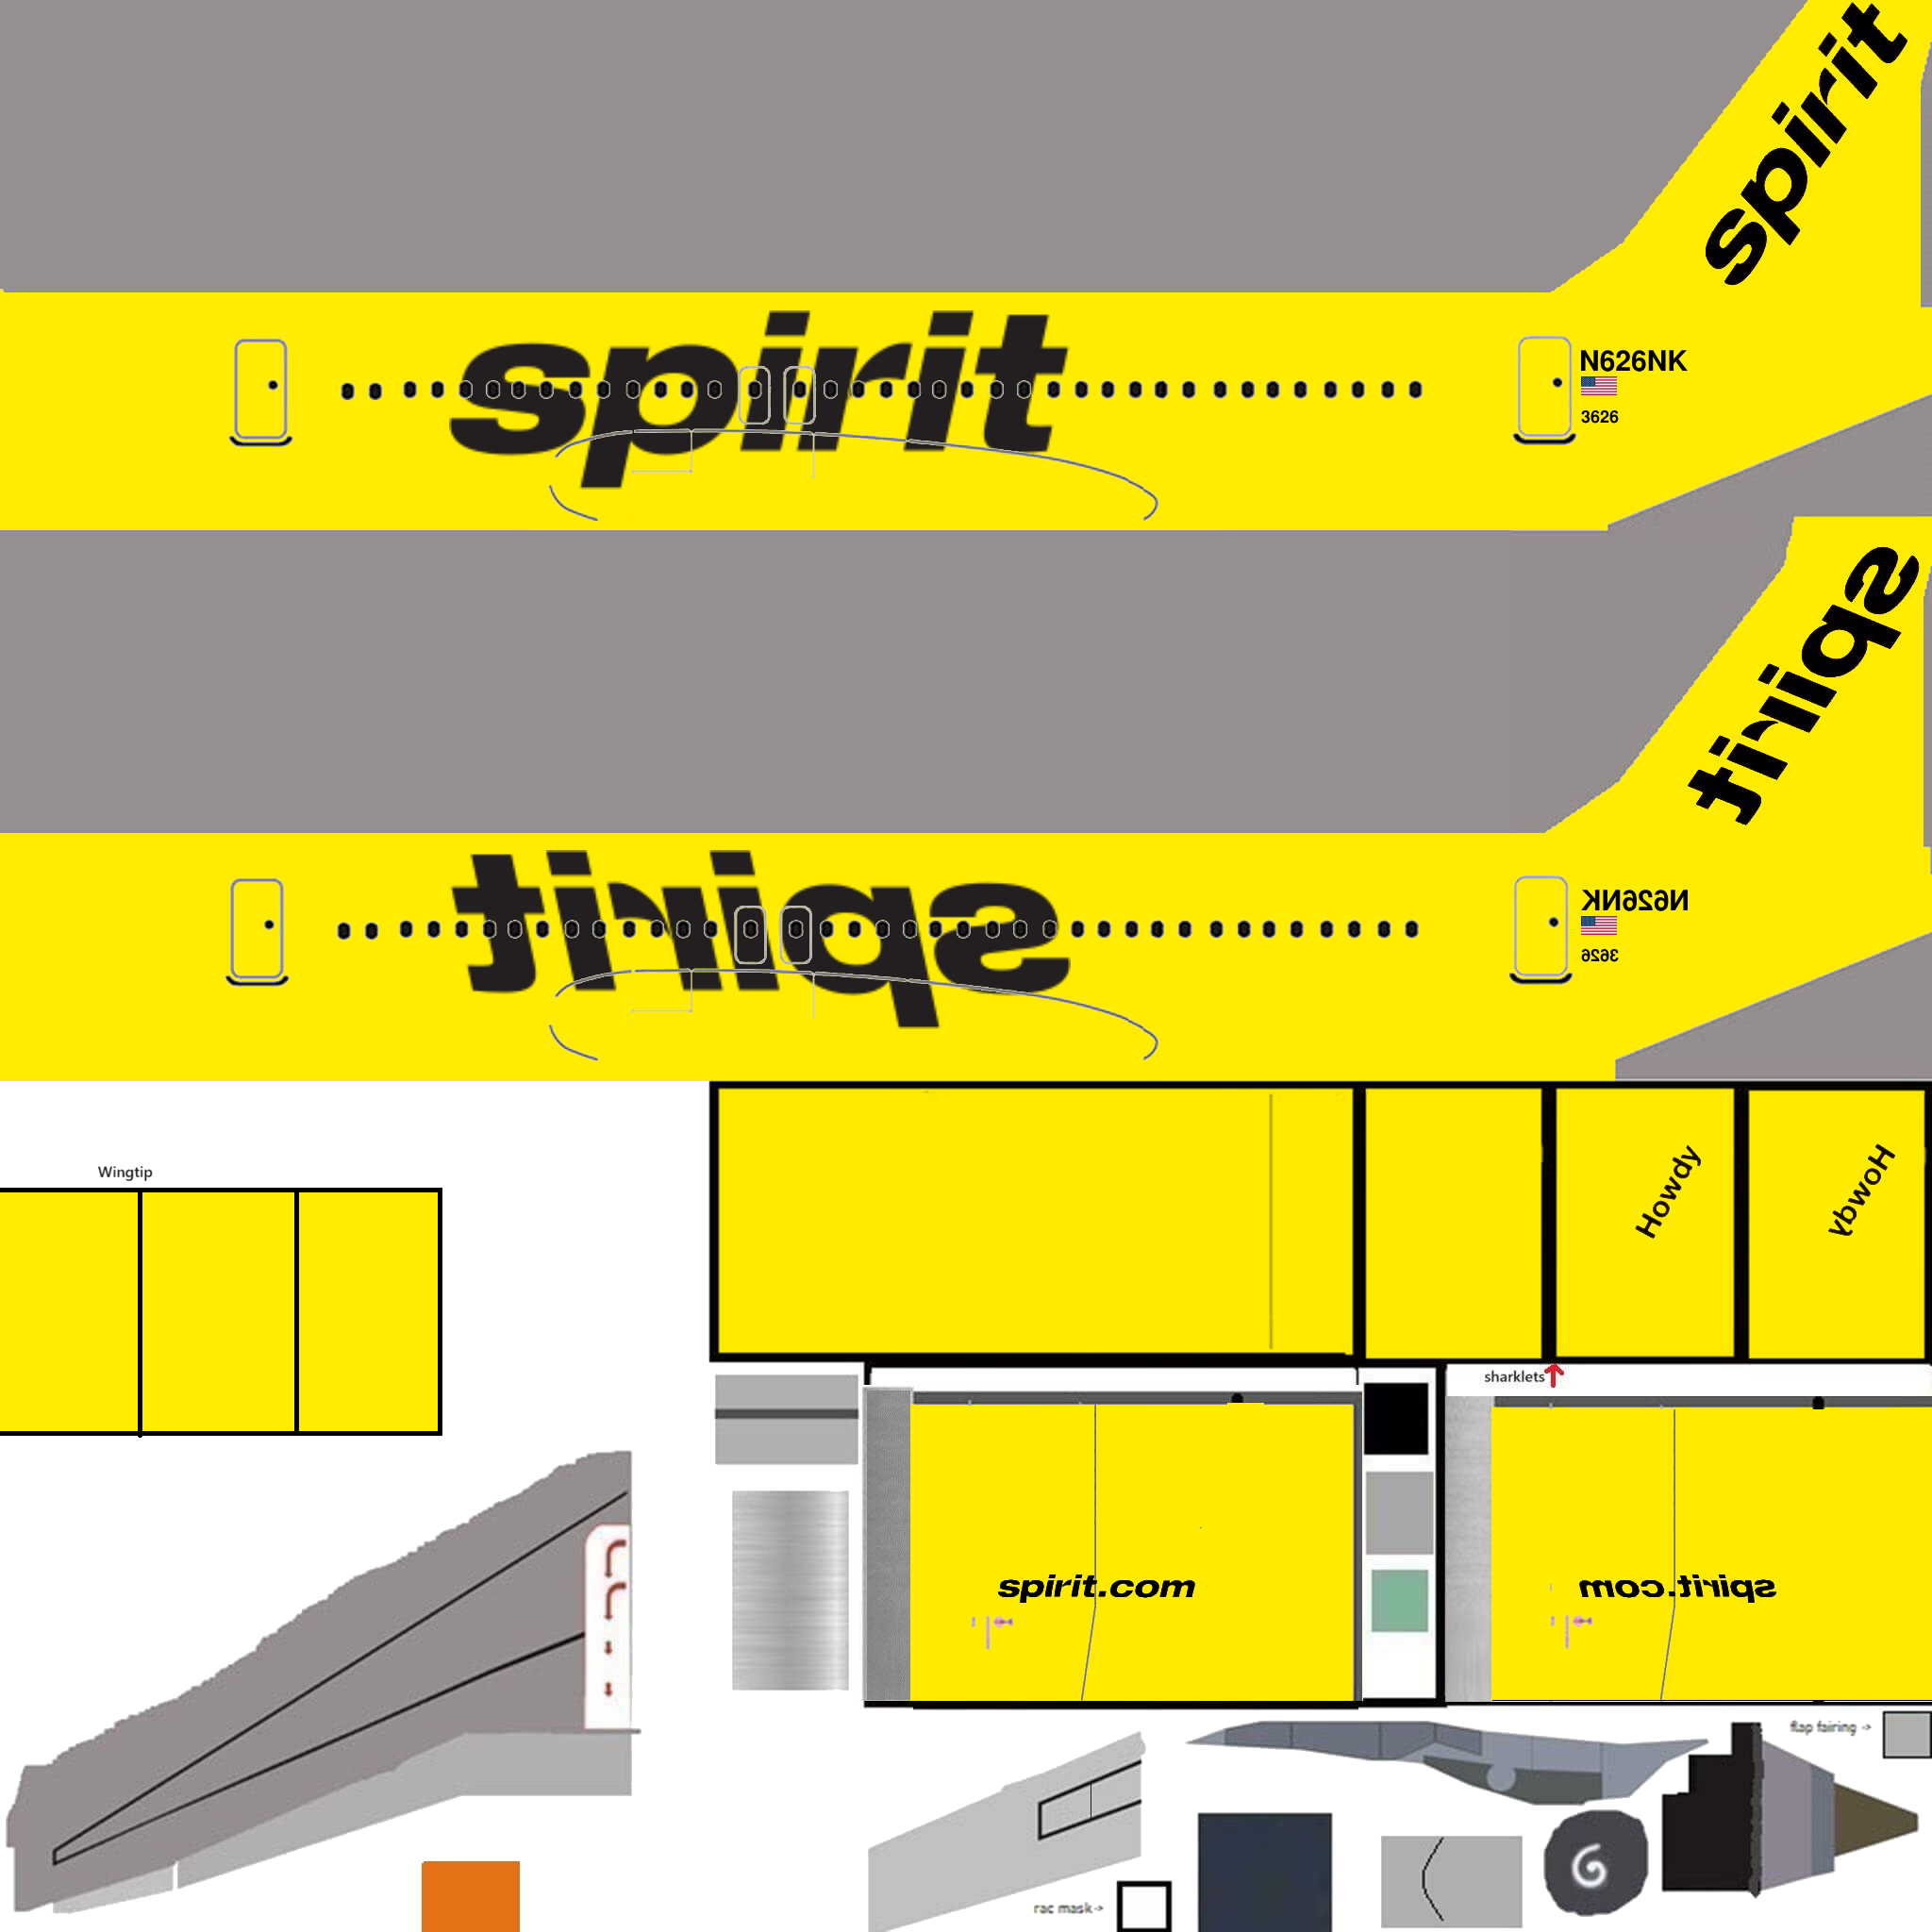 spirit
spirit
N626NK
3626
spirit
spirit
N626NK
3626
Wingtip
Howdy
Howdy
sharklets
spirit.com
spirit.com
flap fairing ->
rac mask->